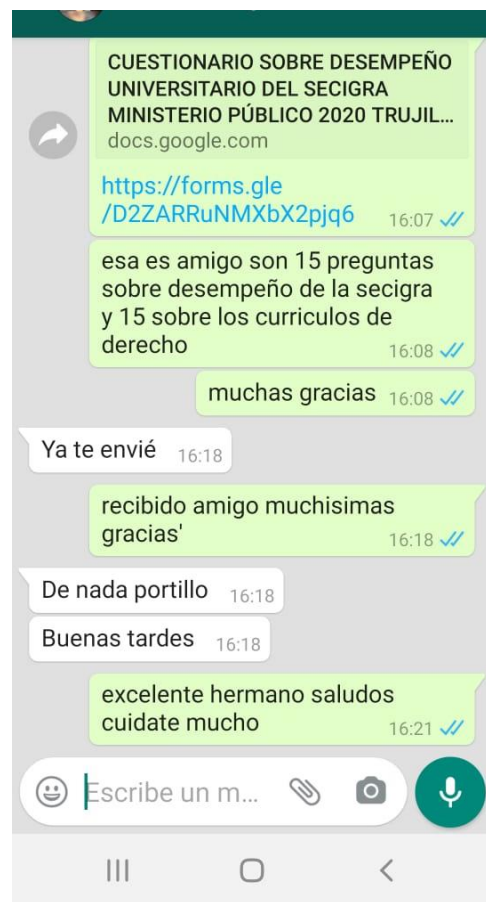 CUESTIONARIO SOBRE DESEMPEÑO
UNIVERSITARIO DEL SECIGRA
MINISTERIO PÚBLICO 2020 TRUJIL...
docs.google.com
https://forms.gle
/D2ZARRuNMXbX2pjq6 16:07
esa es amigo son 15 preguntas
sobre desempeño de la secigra
y 15 sobre los curriculos de
derecho 16:08
muchas gracias 16:08
Ya te envié 16:18
recibido amigo muchisimas
gracias' 16:18
De nada portillo 16:18
Buenas tardes 16:18
excelente hermano saludos
cuidate mucho 16:21
Escribe un m...